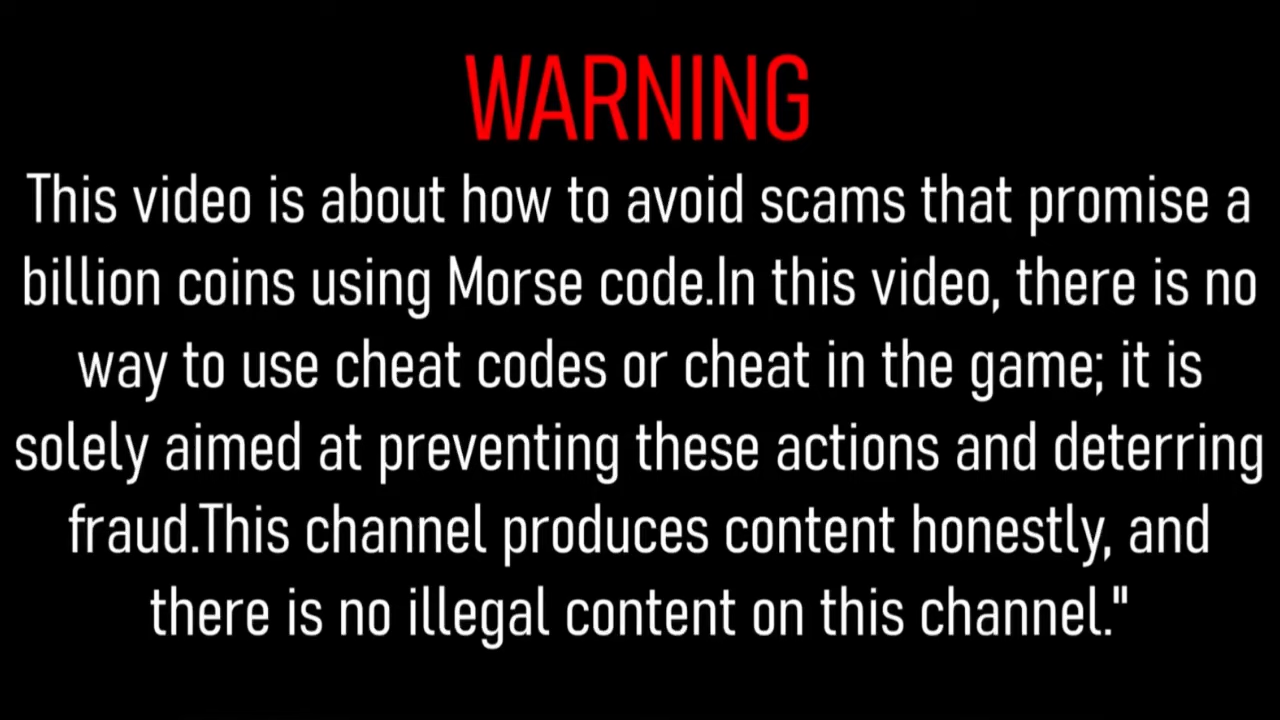 WARNING
This video is about how to avoid scams that promise a
billion coins using Morse code.In this video, there is no
way to use cheat codes or cheat in the game; it is
solely aimed at preventing these actions and deterring
fraud.This channel produces content honestly, and
there is no illegal content on this channel."